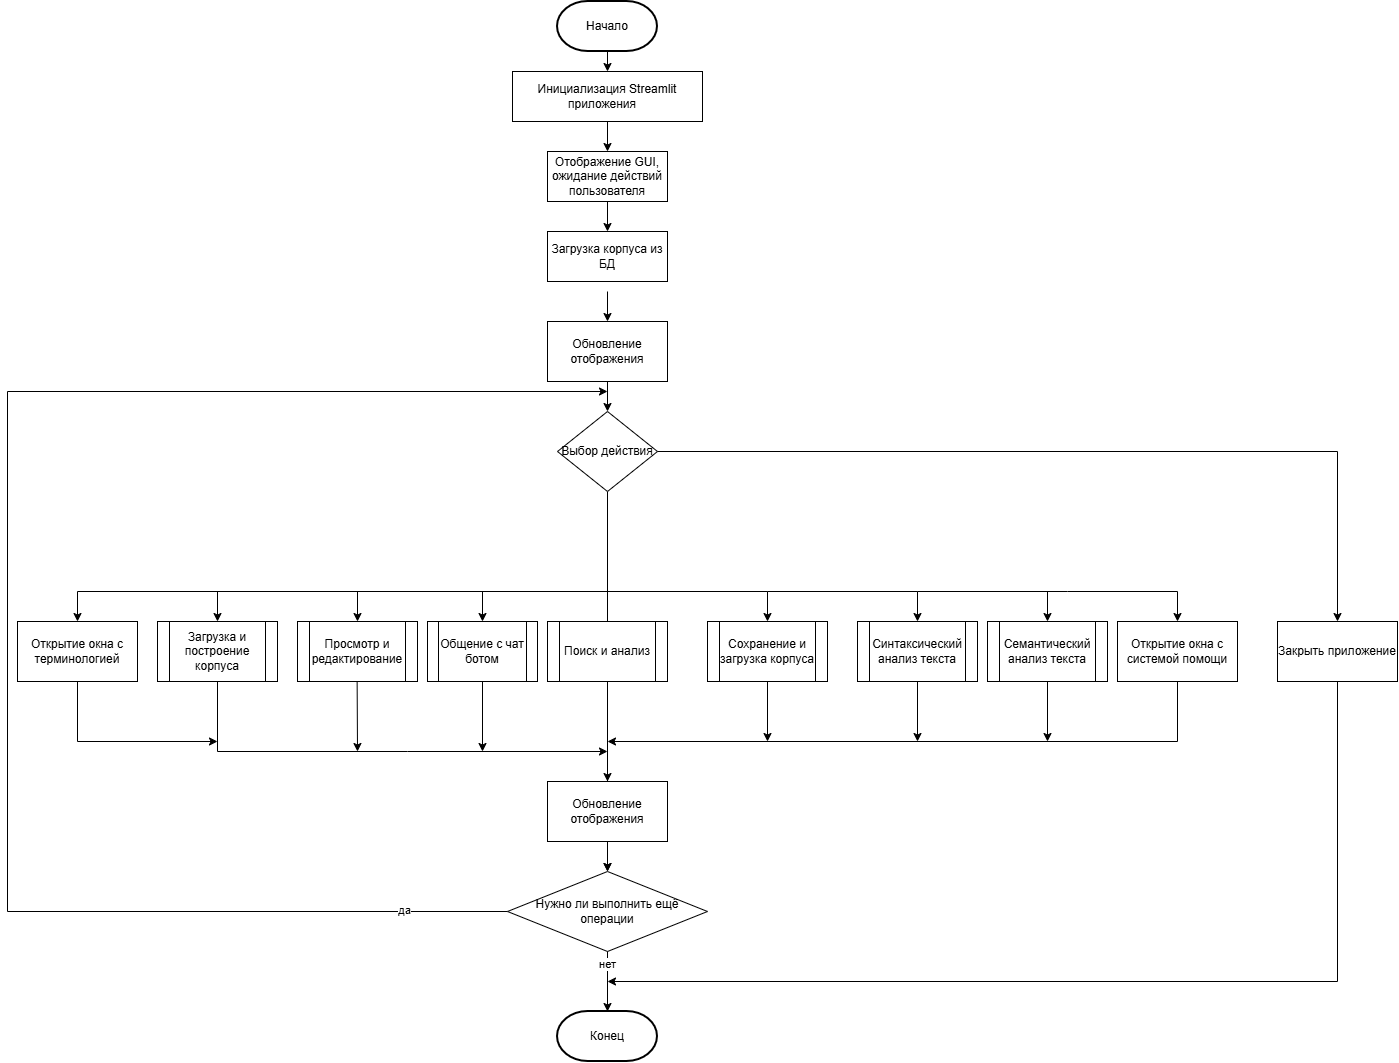 Начало
Инициализация Streamlit
приложения
Отображение GUI,
ожидание действий
пользователя
Загрузка корпуса из
БД
Обновление
отображения
Выбор действия
Открытие окна с
терминологией
Загрузка и
построение
корпуса
Просмотр и
редактирование
Общение с чат
ботом
Поиск и анализ
Сохранение и
загрузка корпуса
Синтаксический
анализ текста
Семантический
анализ текста
Открытие окна с
системой помощи
Закрыть приложение
Обновление
отображения
Нужно ли выполнить ещё
операции
да
нет
Конец